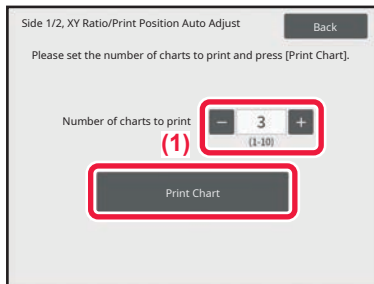 Side 1/2, XY Ratio/Print Position Auto Adjust
Back
Please set the number of charts to print and press [Print Chart].
Number of charts to print
− 3 +
(1)
(1-10)
Print Chart